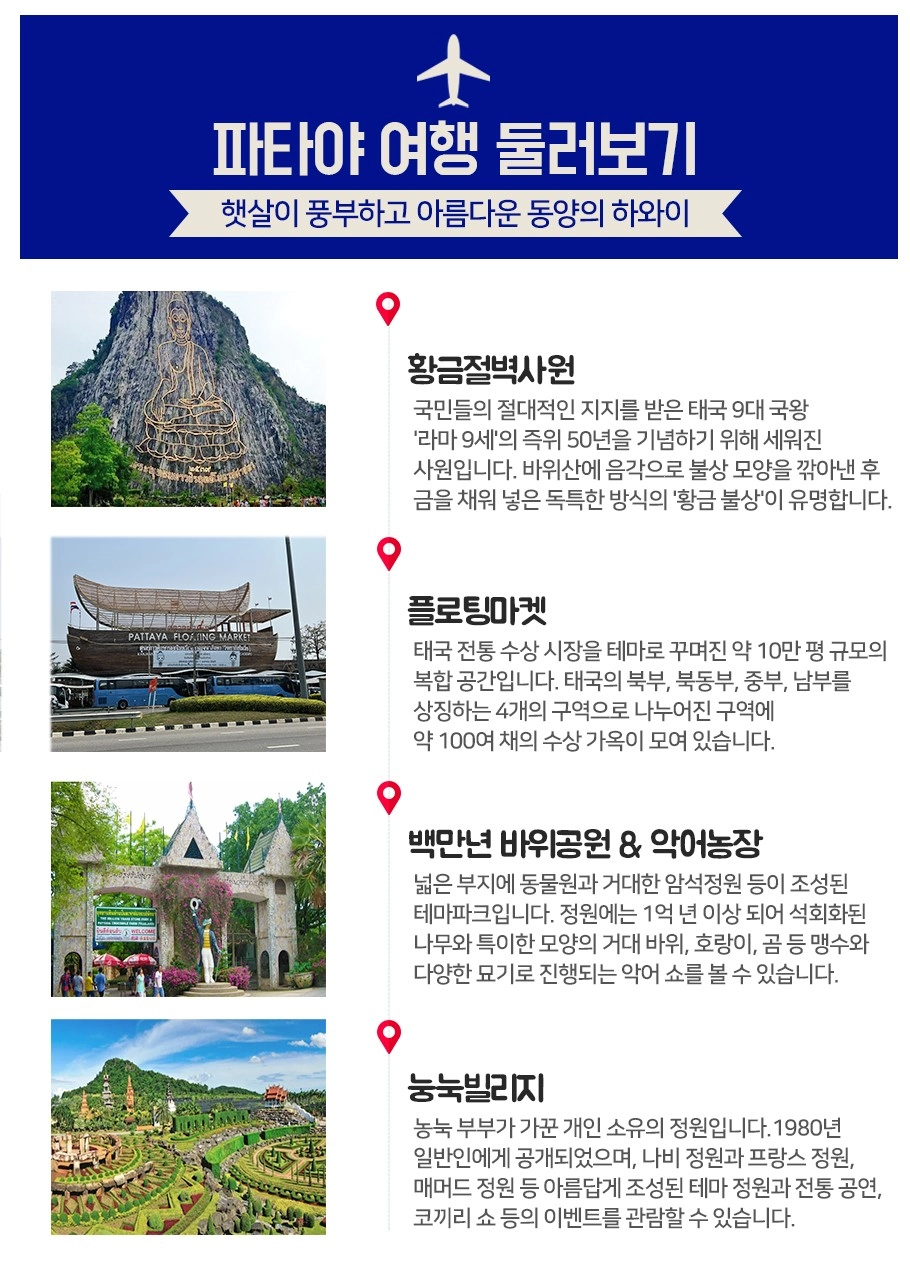 파타야 여행 둘러보기
햇살이 풍부하고 아름다운 동양의 하와이
황금절벽사원
국민들의 절대적인 지지를 받은 태국 9대 국왕
'라마 9세'의 즉위 50년을 기념하기 위해 세워진
사원입니다. 바위산에 음각으로 불상 모양을 깎아낸 후
금을 채워 넣은 독특한 방식의 '황금 불상'이 유명합니다.
PATTAYA FLOATING MARKET
플로팅마켓
태국 전통 수상 시장을 테마로 꾸며진 약 10만 평 규모의
복합 공간입니다. 태국의 북부, 북동부, 중부, 남부를
상징하는 4개의 구역으로 나누어진 구역에
약 100여 채의 수상 가옥이 모여 있습니다.
WELCOME
백만년 바위공원 & 악어농장
넓은 부지에 동물원과 거대한 암석정원 등이 조성된
테마파크입니다. 정원에는 1억 년 이상 되어 석회화된
나무와 특이한 모양의 거대 바위, 호랑이, 곰 등 맹수와
다양한 묘기로 진행되는 악어 쇼를 볼 수 있습니다.
눙눅빌리지
농눅 부부가 가꾼 개인 소유의 정원입니다.1980년
일반인에게 공개되었으며, 나비 정원과 프랑스 정원,
매머드 정원 등 아름답게 조성된 테마 정원과 전통 공연,
코끼리 쇼 등의 이벤트를 관람할 수 있습니다.